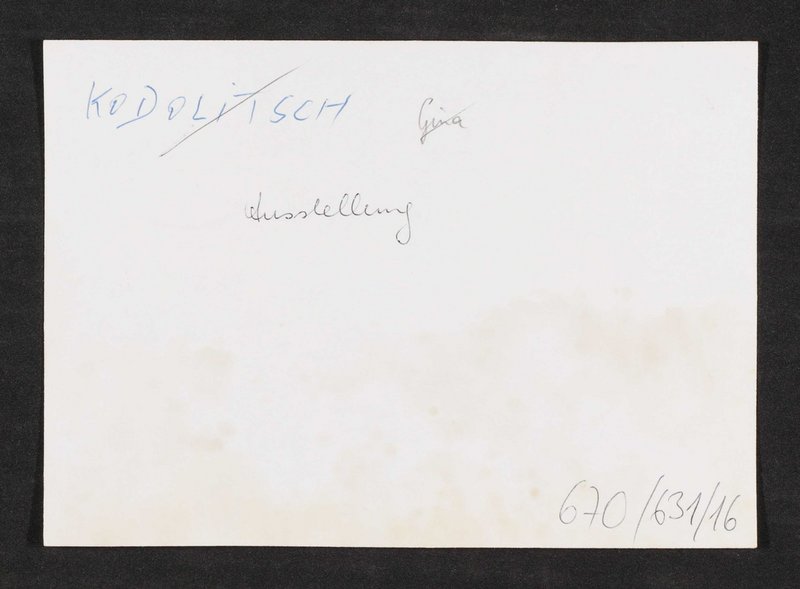 KODOLITSCH Gina
Ausstellung
670/631/16